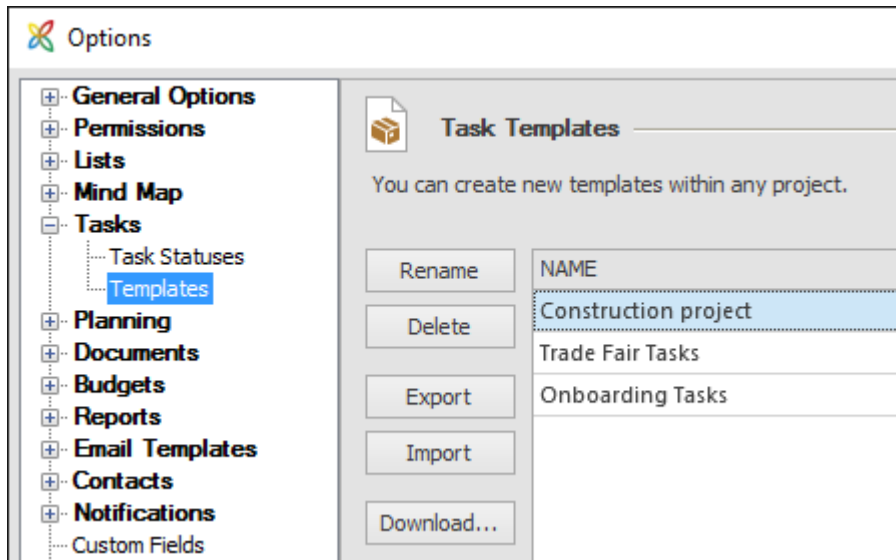 Options
General Options
Permissions
Lists
Mind Map
Tasks
Task Statuses
Templates
Planning
Documents
Budgets
Reports
Email Templates
Contacts
Notifications
Custom Fields
Task Templates
You can create new templates within any project.
Rename
Delete
Export
Import
Download...
NAME
Construction project
Trade Fair Tasks
Onboarding Tasks